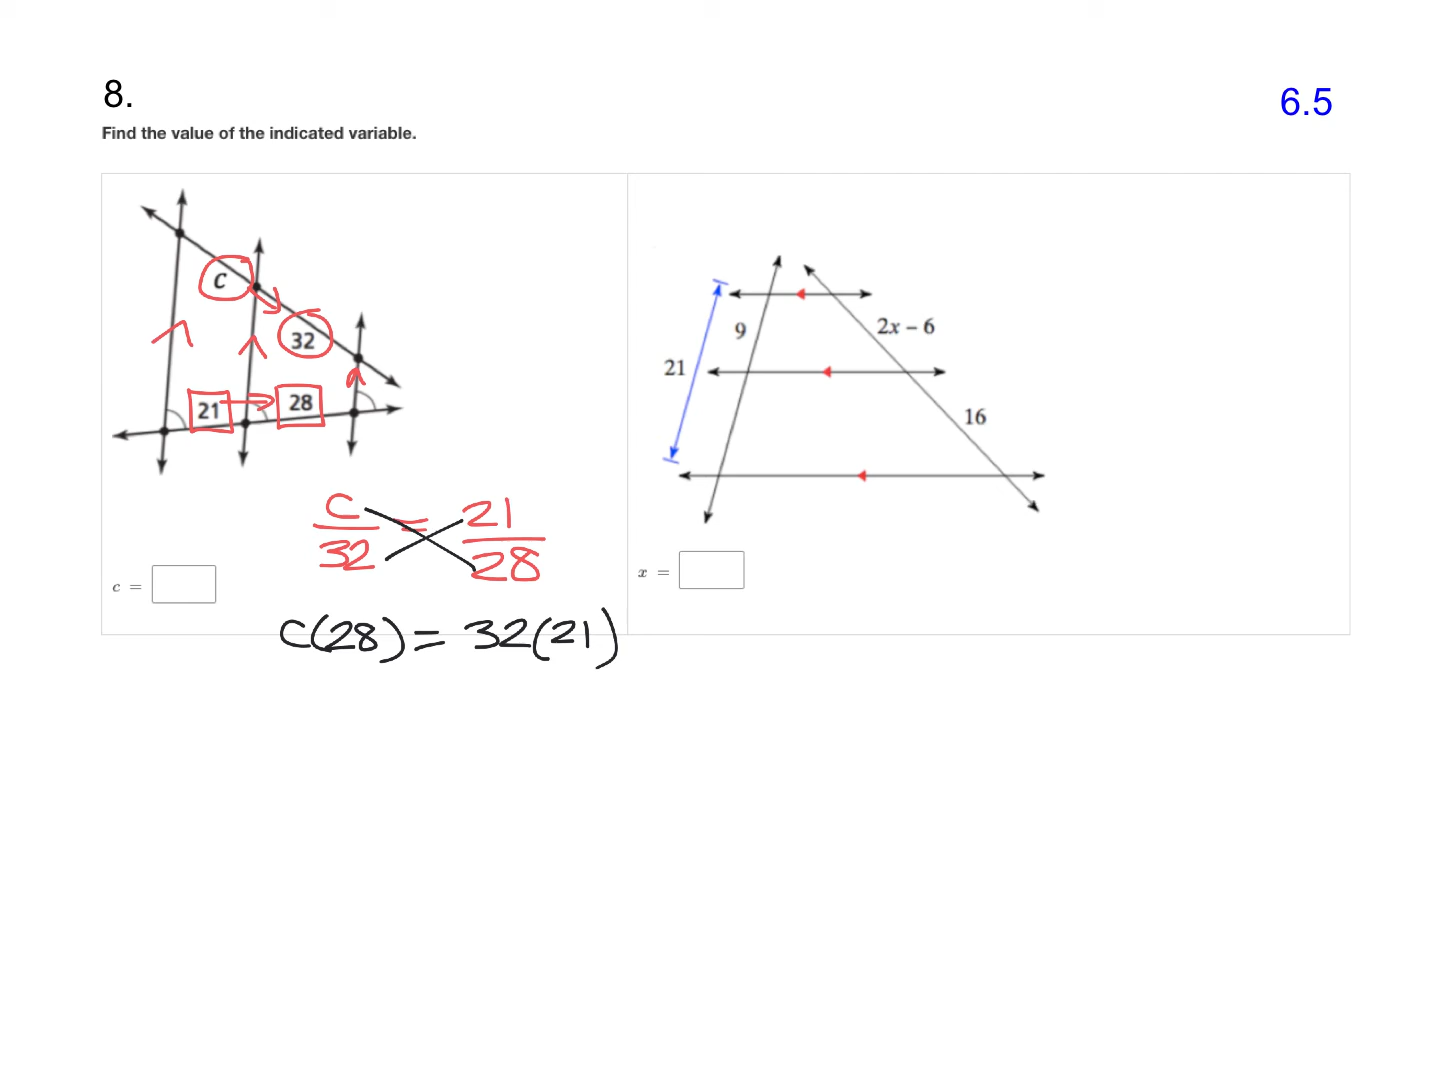 8.
6.5
Find the value of the indicated variable.
C
32
21
28
9
2x – 6
21
16
C/32 = 21/28
c =
x =
C(28) = 32(21)